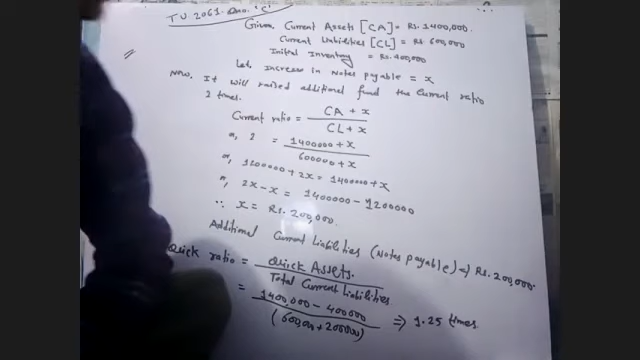 TU 2061. Q.no. 'C'
Given, Current Assets [CA] = Rs. 1400,000.
Current Liabilities [CL] = Rs 600,000
Initial Inventory = Rs. 400,000
Let, Increase in Notes payable = x
Now. It will raised additional fund the current ratio
2 times.
Current ratio = CA + x / CL + x
or, 2 = 1400000 + x / 600000 + x
or, 1200000 + 2x = 1400000 + x
or, 2x - x = 1400000 - 1200000
∴ x = Rs. 200,000.
Additional Current Liabilities (Notes payable) ⇒ Rs. 200,000.
Quick ratio = Quick Assets. / Total Current Liabilities
= 1400,000 - 400000 / (600,000 + 200000) ⇒ 1.25 times